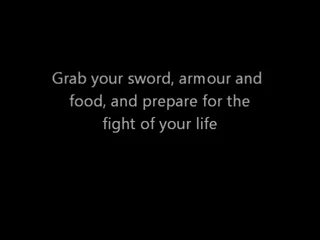 Grab your sword, armour and
food, and prepare for the
fight of your life